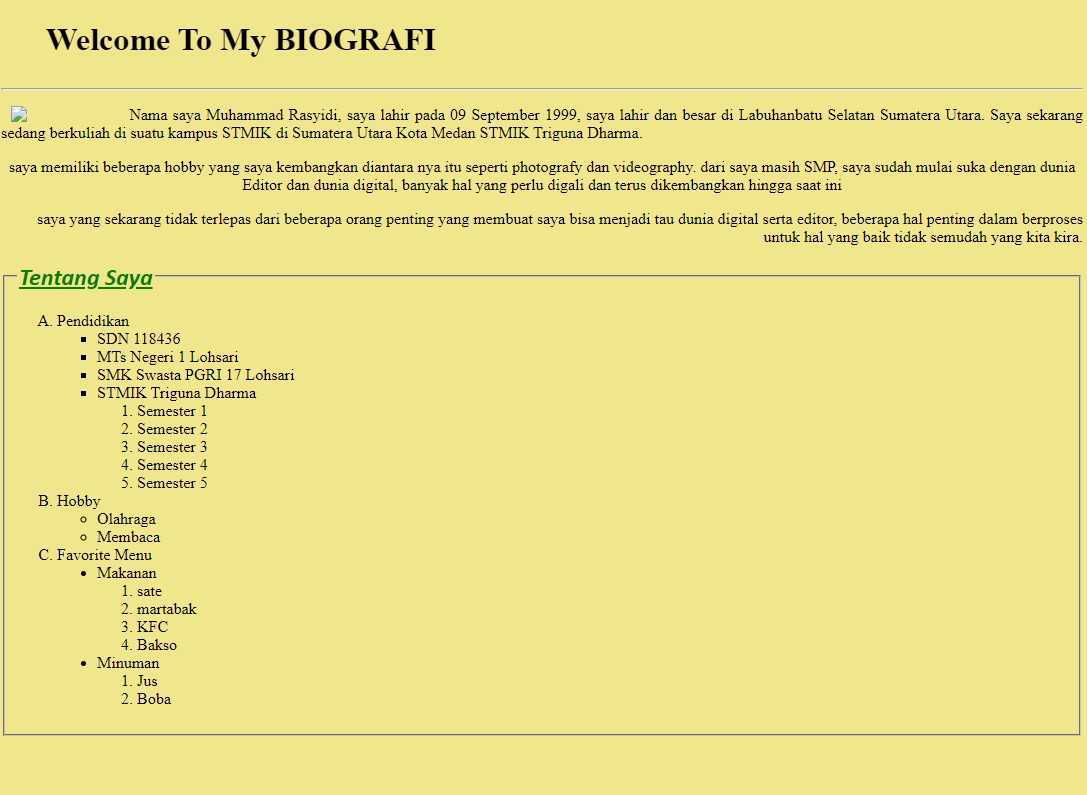 Welcome To My BIOGRAFI
Nama saya Muhammad Rasyidi, saya lahir pada 09 September 1999, saya lahir dan besar di Labuhanbatu Selatan Sumatera Utara. Saya sekarang
sedang berkuliah di suatu kampus STMIK di Sumatera Utara Kota Medan STMIK Triguna Dharma.
saya memiliki beberapa hobby yang saya kembangkan diantara nya itu seperti photografy dan videography. dari saya masih SMP, saya sudah mulai suka dengan dunia
Editor dan dunia digital, banyak hal yang perlu digali dan terus dikembangkan hingga saat ini
saya yang sekarang tidak terlepas dari beberapa orang penting yang membuat saya bisa menjadi tau dunia digital serta editor, beberapa hal penting dalam berproses
untuk hal yang baik tidak semudah yang kita kira.
Tentang Saya
A. Pendidikan
▪ SDN 118436
▪ MTs Negeri 1 Lohsari
▪ SMK Swasta PGRI 17 Lohsari
▪ STMIK Triguna Dharma
1. Semester 1
2. Semester 2
3. Semester 3
4. Semester 4
5. Semester 5
B. Hobby
◦ Olahraga
◦ Membaca
C. Favorite Menu
• Makanan
1. sate
2. martabak
3. KFC
4. Bakso
• Minuman
1. Jus
2. Boba